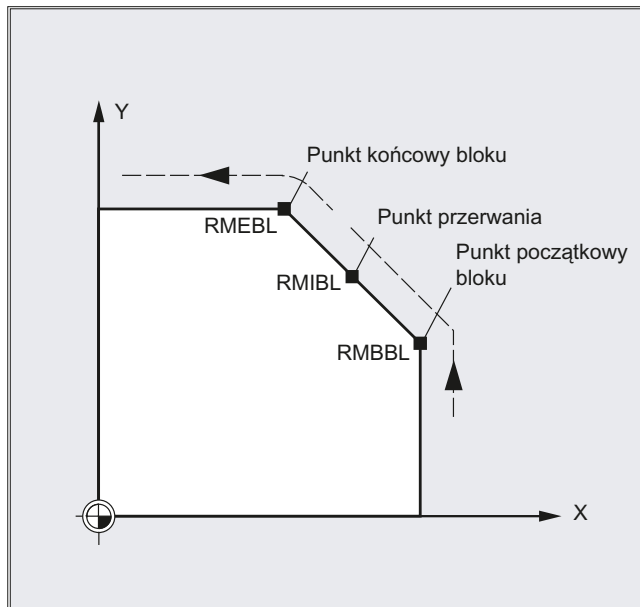 Y
Punkt końcowy bloku
RMEBL
Punkt przerwania
RMIBL
Punkt początkowy
bloku
RMBBL
X